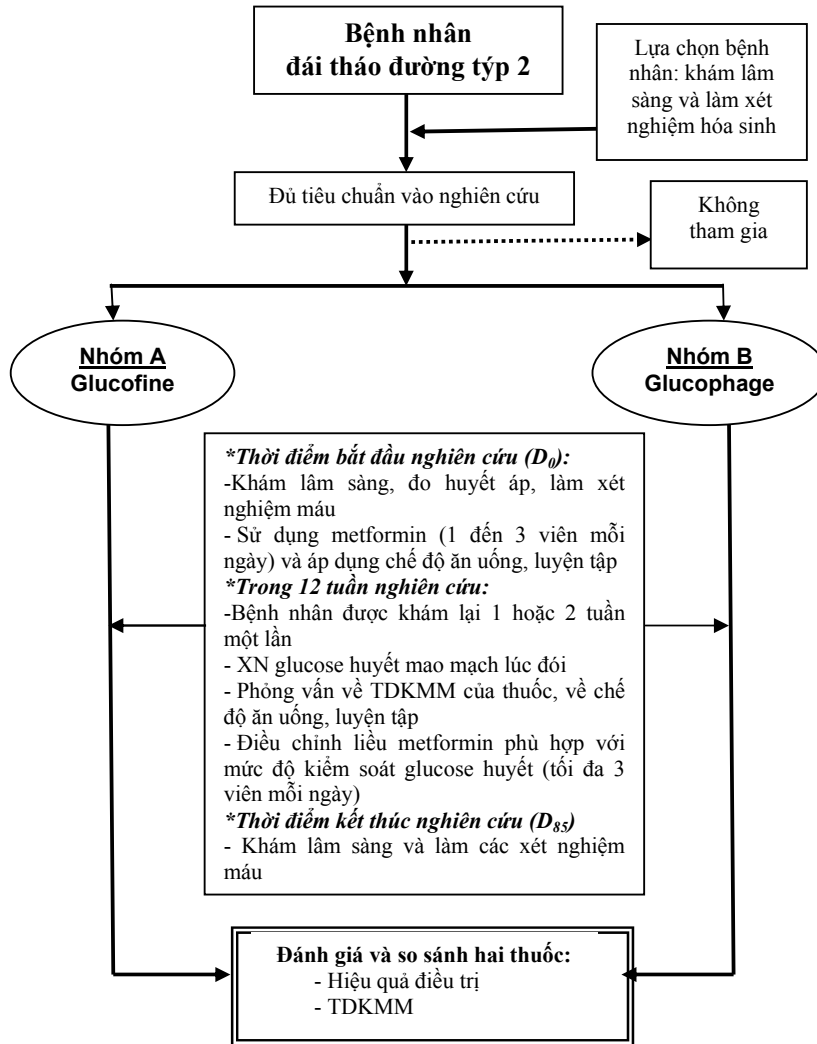 Bệnh nhân
đái tháo đường týp 2
Lựa chọn bệnh
nhân: khám lâm
sàng và làm xét
nghiệm hóa sinh
Đủ tiêu chuẩn vào nghiên cứu
Không
tham gia
Nhóm A
Glucofine
Nhóm B
Glucophage
*Thời điểm bắt đầu nghiên cứu (D0):
-Khám lâm sàng, đo huyết áp, làm xét
nghiệm máu
- Sử dụng metformin (1 đến 3 viên mỗi
ngày) và áp dụng chế độ ăn uống, luyện tập
*Trong 12 tuần nghiên cứu:
-Bệnh nhân được khám lại 1 hoặc 2 tuần
một lần
- XN glucose huyết mao mạch lúc đói
- Phỏng vấn về TDKMM của thuốc, về chế
độ ăn uống, luyện tập
- Điều chỉnh liều metformin phù hợp với
mức độ kiểm soát glucose huyết (tối đa 3
viên mỗi ngày)
*Thời điểm kết thúc nghiên cứu (D85)
- Khám lâm sàng và làm các xét nghiệm
máu
Đánh giá và so sánh hai thuốc:
- Hiệu quả điều trị
- TDKMM